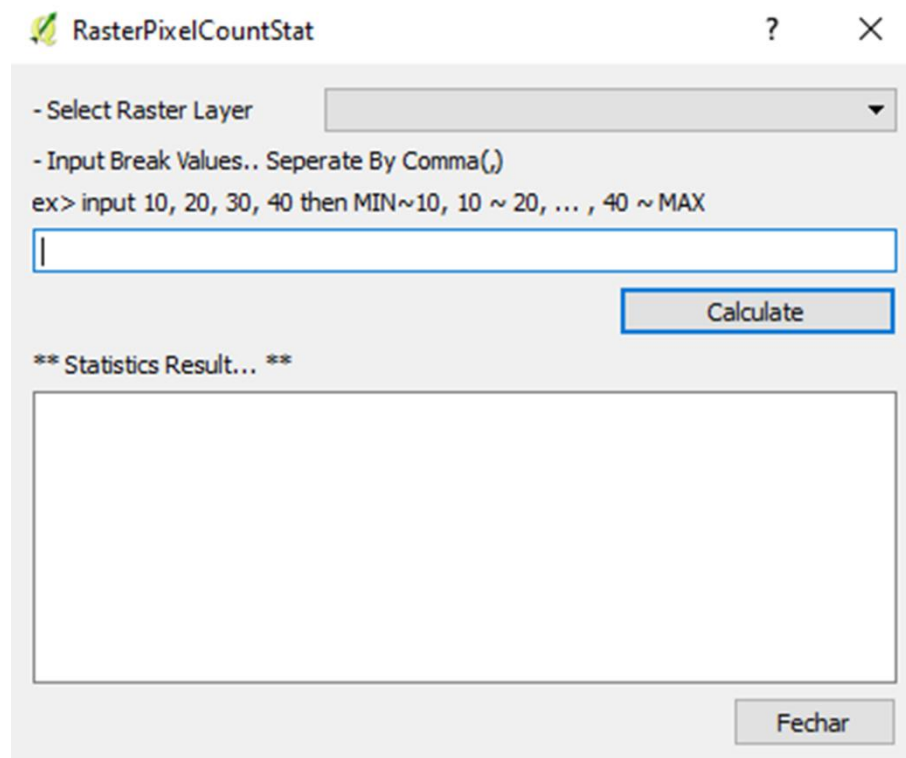 RasterPixelCountStat ?
- Select Raster Layer
- Input Break Values.. Seperate By Comma(,)
ex> input 10, 20, 30, 40 then MIN~10, 10 ~ 20, ... , 40 ~ MAX
Calculate
** Statistics Result... **
Fechar